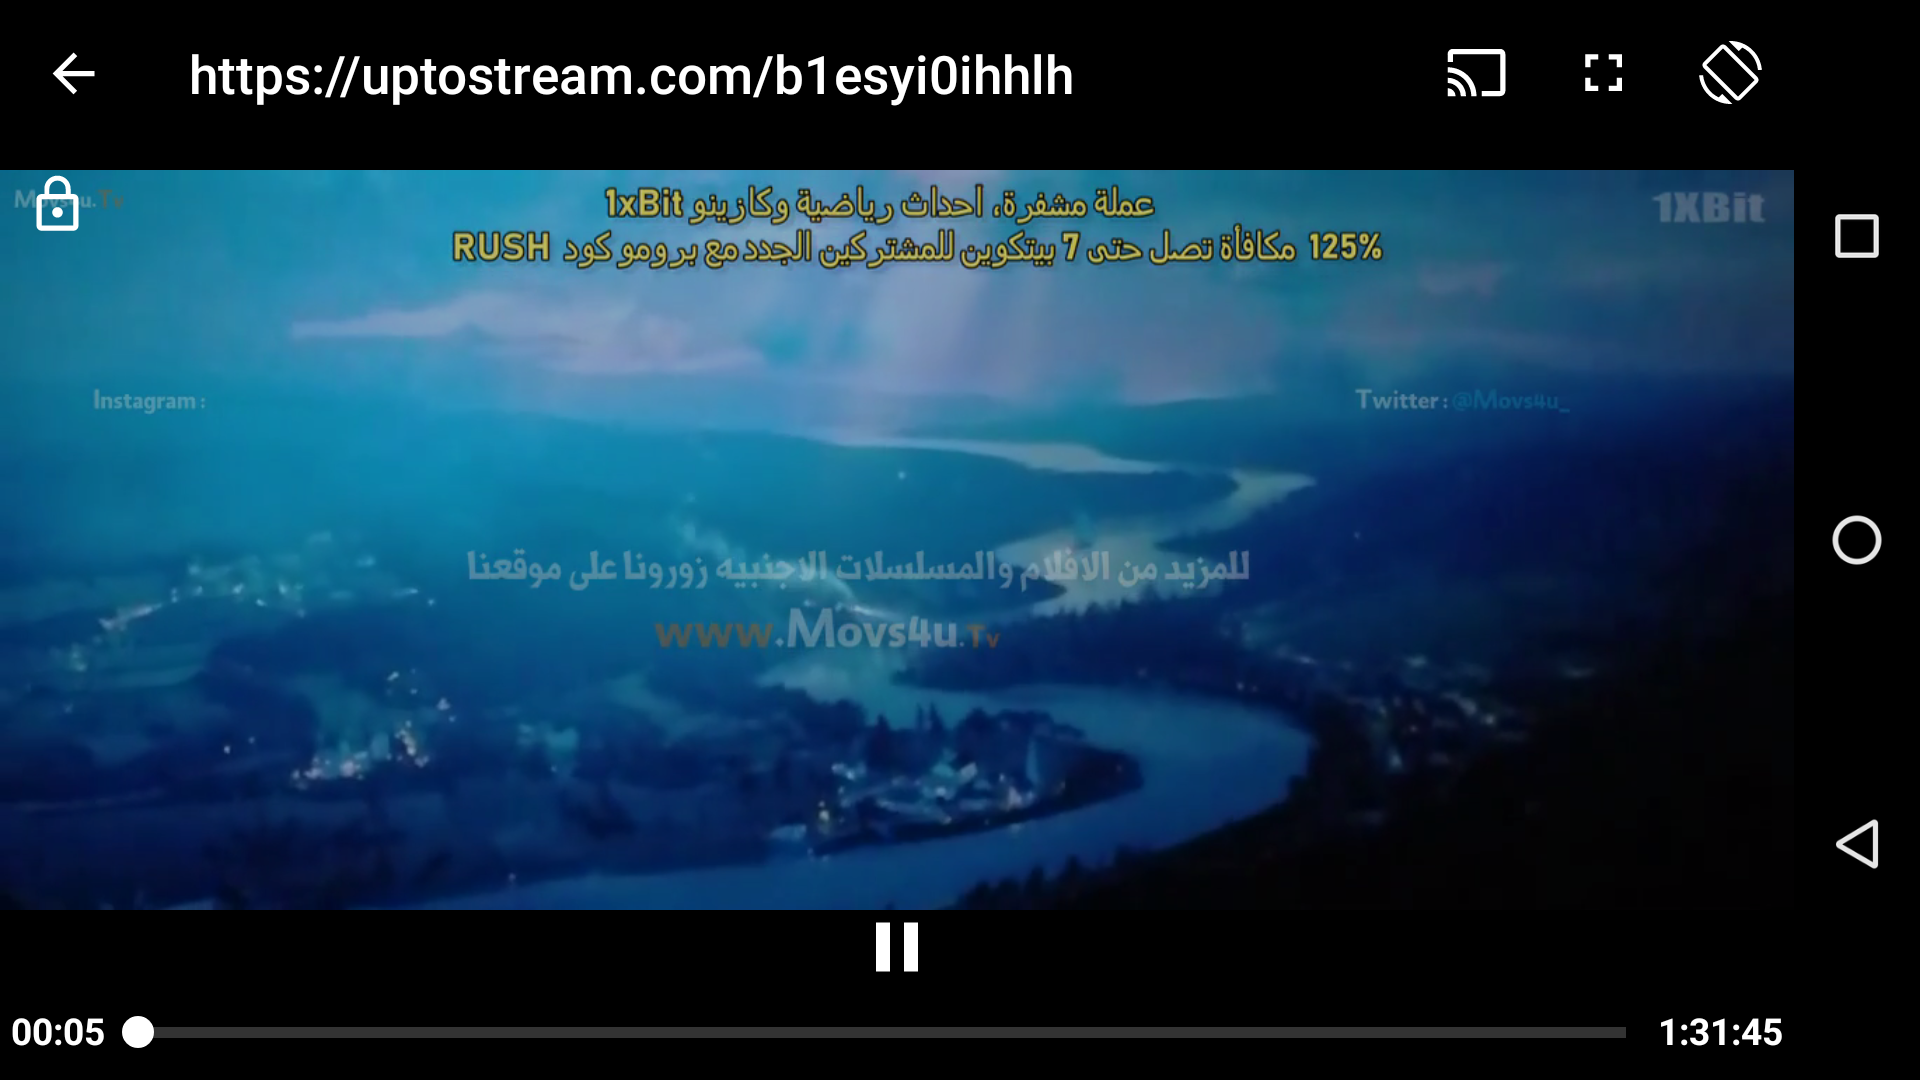 https://uptostream.com/b1esyi0ihhlh
Movs4u.Tv
عملة مشفرة، أحداث رياضية وكازينو 1xBit
1XBit
125% مكافأة تصل حتى 7 بيتكوين للمشتركين الجدد مع برومو كود RUSH
Instagram :
Twitter : @Movs4u_
للمزيد من الافلام والمسلسلات الاجنبيه زورونا على موقعنا
www.Movs4u.Tv
00:05
1:31:45